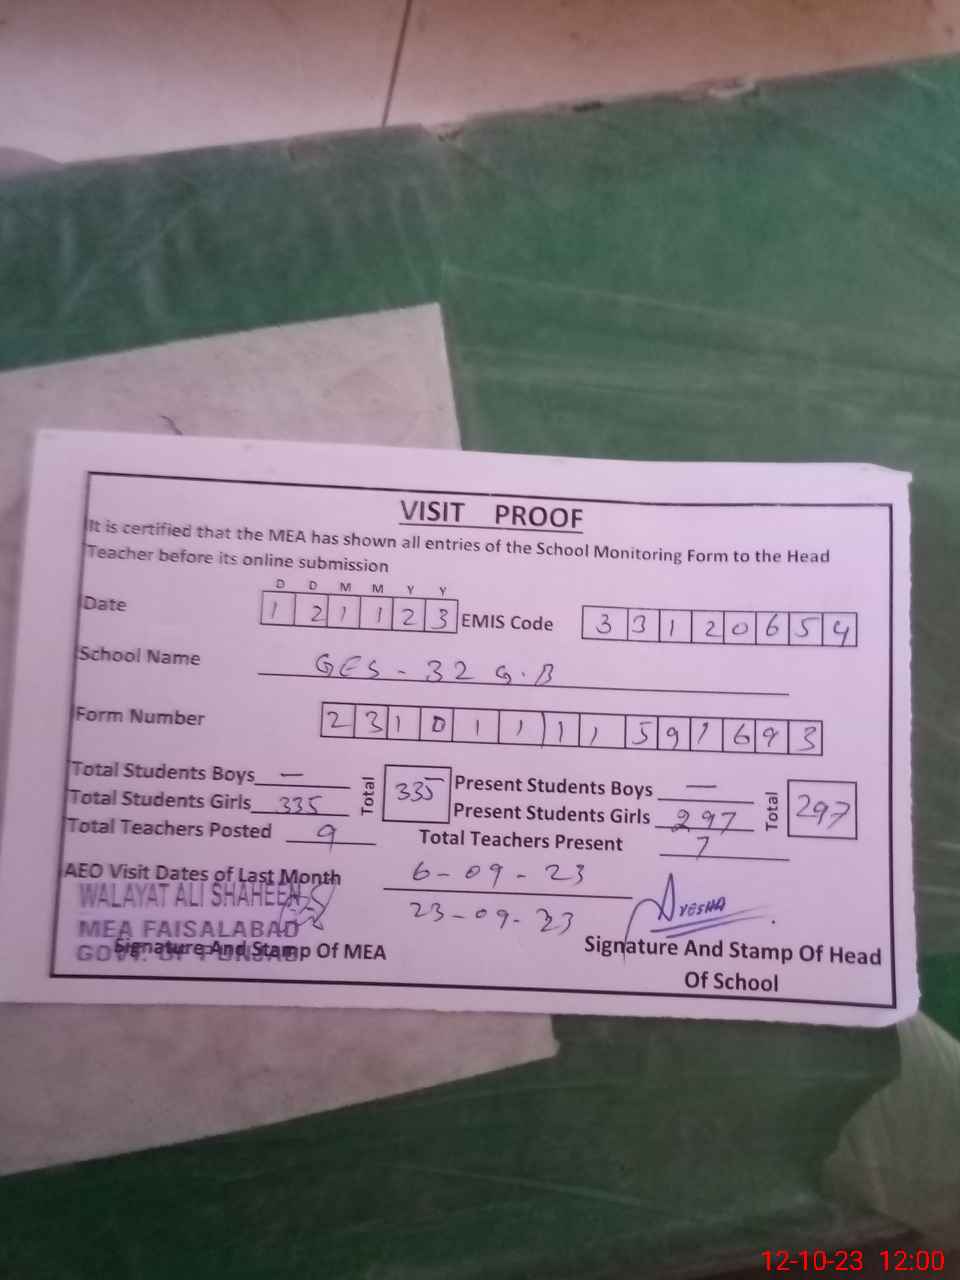 VISIT PROOF
It is certified that the MEA has shown all entries of the School Monitoring Form to the Head
Teacher before its online submission
D D M M Y Y
Date 1 2 1 1 2 3 EMIS Code 3 3 1 2 0 6 5 4
School Name GES - 32 G.B
Form Number 2 3 1 0 1 1 1 1 5 9 1 6 9 3
Total Students Boys — Total 335 Present Students Boys — Total 297
Total Students Girls 335 Present Students Girls 297
Total Teachers Posted 9 Total Teachers Present 7
AEO Visit Dates of Last Month 6-09-23
23-09-23
WALAYAT ALI SHAHEEN
MEA FAISALABAD
GOVT. OF PUNJAB
AYESHA
Signature And Stamp Of MEA Signature And Stamp Of Head
Of School
12-10-23 12:00